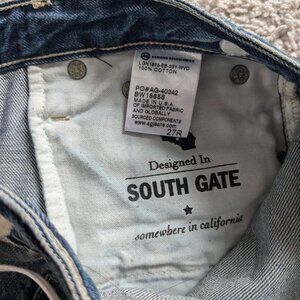 100% COTTON
PO#AG-40342
BW18656
MADE IN U.S.A.
OF IMPORTED FABRIC
AND GLOBALLY
SOURCED COMPONENTS
www.agjeans.com
27R
Designed In
SOUTH GATE
somewhere in california